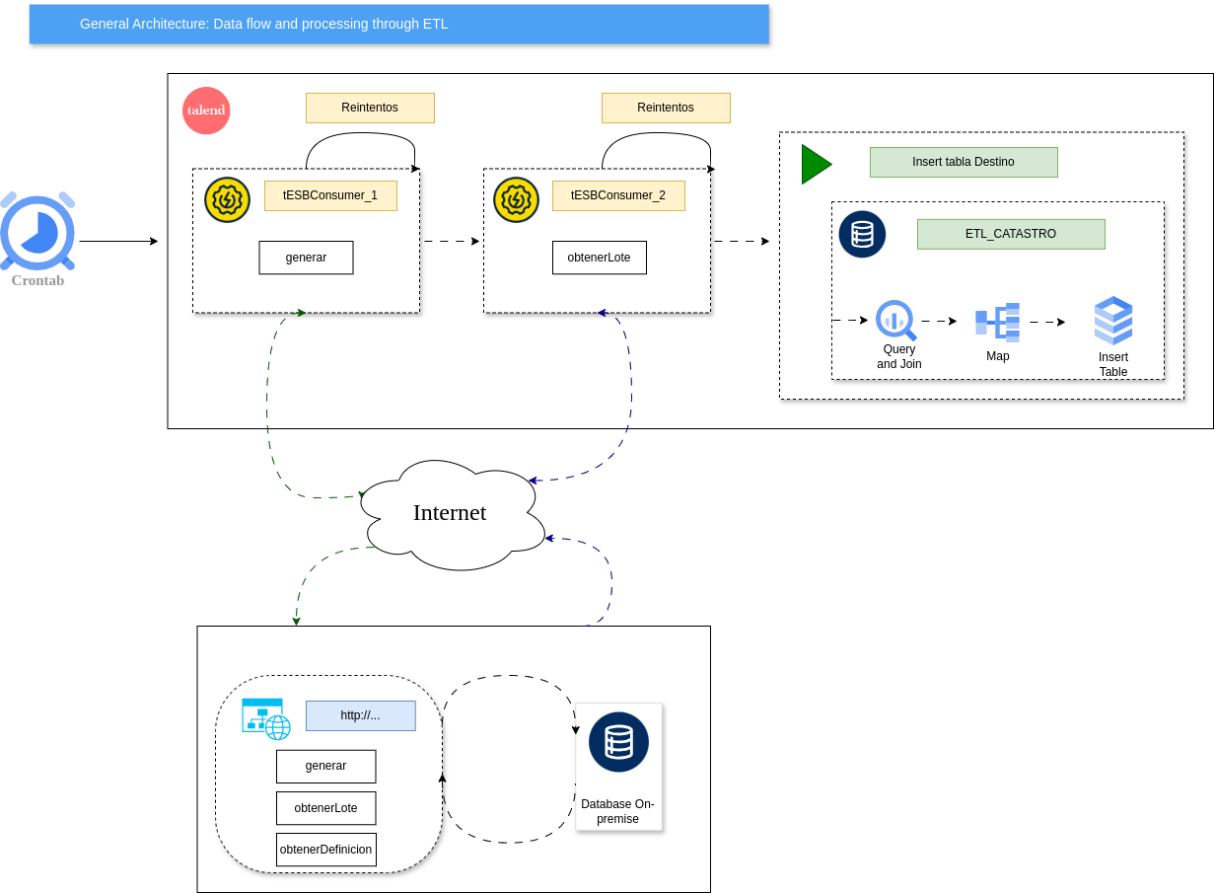 General Architecture: Data flow and processing through ETL
talend
Reintentos
Reintentos
tESBConsumer_1
generar
tESBConsumer_2
obtenerLote
Insert tabla Destino
ETL_CATASTRO
Query
and Join
Map
Insert
Table
Crontab
Internet
http://...
generar
obtenerLote
obtenerDefinicion
Database On-
premise